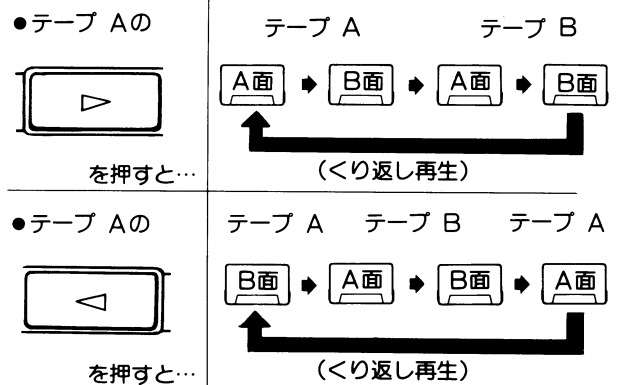 ●テープ Aの
テープ A テープ B
A面 B面 A面 B面
を押すと…
(くり返し再生)
●テープ Aの
テープ A テープ B テープ A
B面 A面 B面 A面
を押すと…
(くり返し再生)